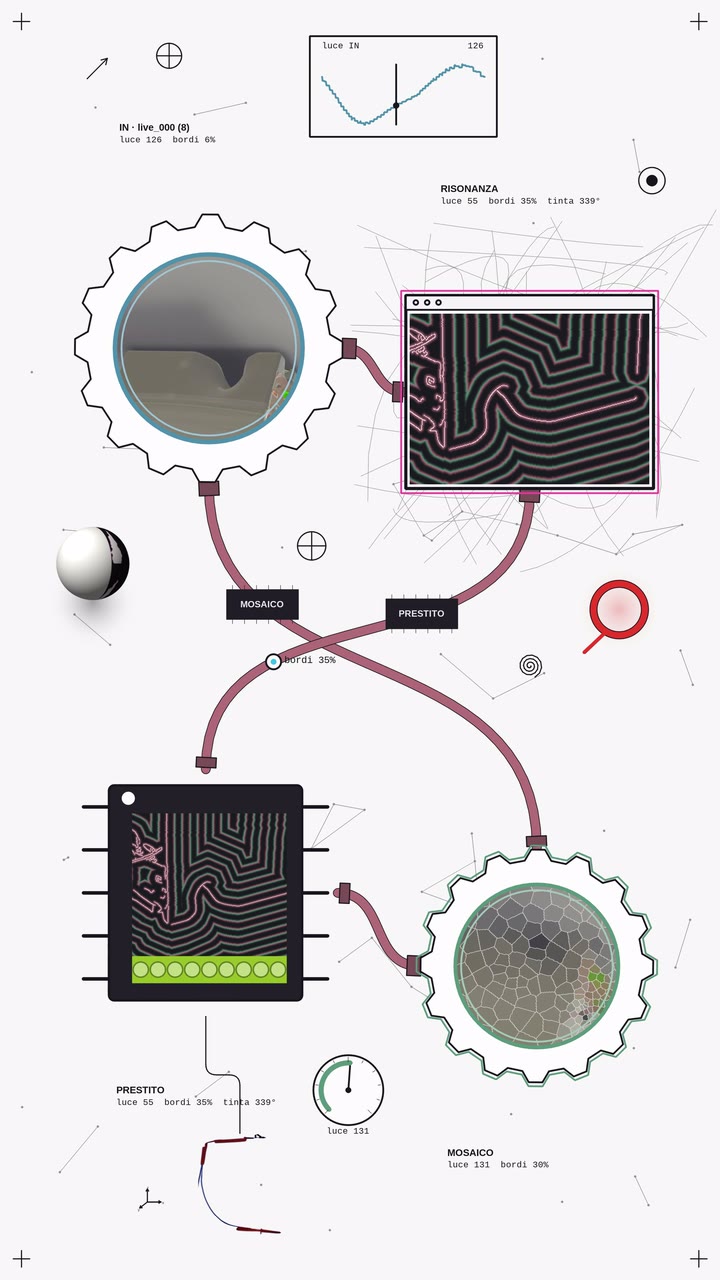 luce IN 126
IN · live_000 (8)
luce 126 bordi 6%
RISONANZA
luce 55 bordi 35% tinta 339°
MOSAICO
PRESTITO
bordi 35%
PRESTITO
luce 55 bordi 35% tinta 339°
luce 131
MOSAICO
luce 131 bordi 30%